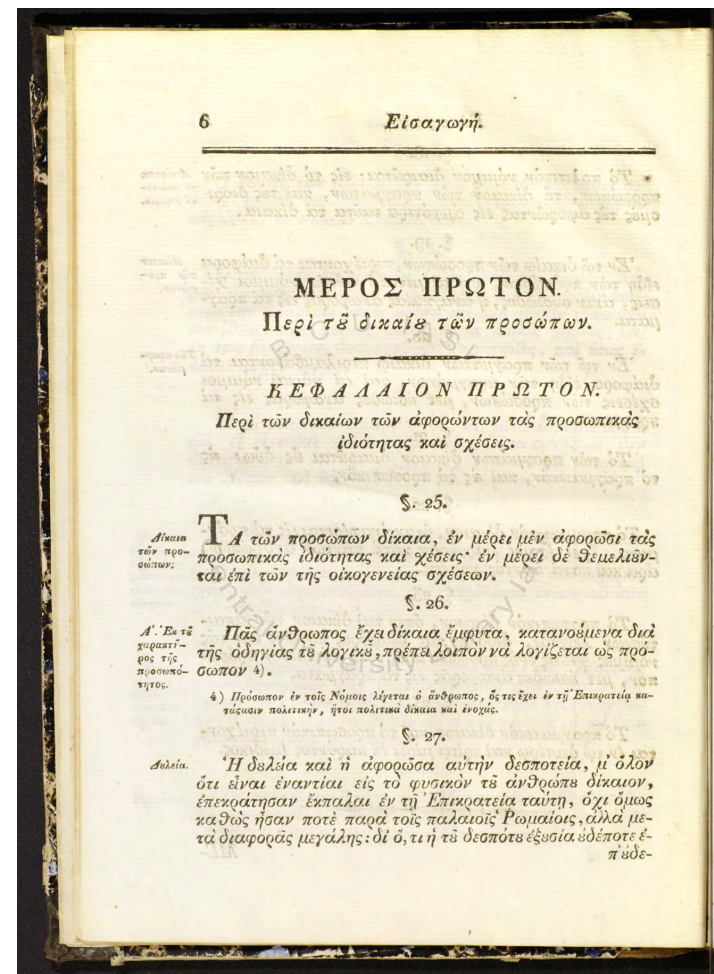 6 Εἰσαγωγή.
ΜΕΡΟΣ ΠΡΩΤΟΝ.
Περὶ τȣ͂ δικαίȣ τῶν προσώπων.
ΚΕΦΑΛΑΙΟΝ ΠΡΩΤΟΝ.
Περὶ τῶν δικαίων τῶν ἀφορώντων τὰς προσωπικὰς
ἰδιότητας καὶ σχέσεις.
§. 25.
Δίκαια
τῶν προ-
σώπων;
ΤΑ τῶν προσώπων δίκαια, ἐν μέρει μὲν ἀφορῶσι τὰς
προσωπικὰς ἰδιότητας καὶ χέσεις· ἐν μέρει δὲ θεμελιȣ͂ν-
ται ἐπὶ τῶν τῆς οἰκογενείας σχέσεων.
§. 26.
Α'. Ἐκ τȣ͂
χαρακτῆ-
ρος τῆς
προσωπό-
τητος.
Πᾶς ἄνθρωπος ἔχει δίκαια ἔμφυτα, κατανοούμενα διὰ
τῆς ὁδηγίας τȣ͂ λογικȣ͂, πρέπει λοιπὸν νὰ λογίζεται ὡς πρό-
σωπον 4).
4) Πρόσωπον ἐν τοῖς Νόμοις λέγεται ὁ ἄνθρωπος, ὅς τις ἔχει ἐν τῇ Ἐπικρατείᾳ κα-
τάςασιν πολιτικὴν, ἤτοι πολιτικὰ δίκαια καὶ ἐνοχάς.
§. 27.
Δȣλεία.
Ἡ δȣλεία καὶ ἡ ἀφορῶσα αὐτὴν δεσποτεία, μ' ὅλον
ὅτι εἶναι ἐναντίαι εἰς τὸ φυσικὸν τȣ͂ ἀνθρώπȣ δίκαιον,
ἐπεκράτησαν ἔκπαλαι ἐν τῇ Ἐπικρατείᾳ ταύτῃ, ὄχι ὅμως
καθὼς ἦσαν ποτὲ παρὰ τοῖς παλαιοῖς Ῥωμαίοις, ἀλλὰ με-
τὰ διαφορᾶς μεγάλης: δι' ὅ,τι ἡ τȣ͂ δεσπότȣ ἐξȣσία ȣ̓δέποτε ἐ-
π' ȣ̓δε-